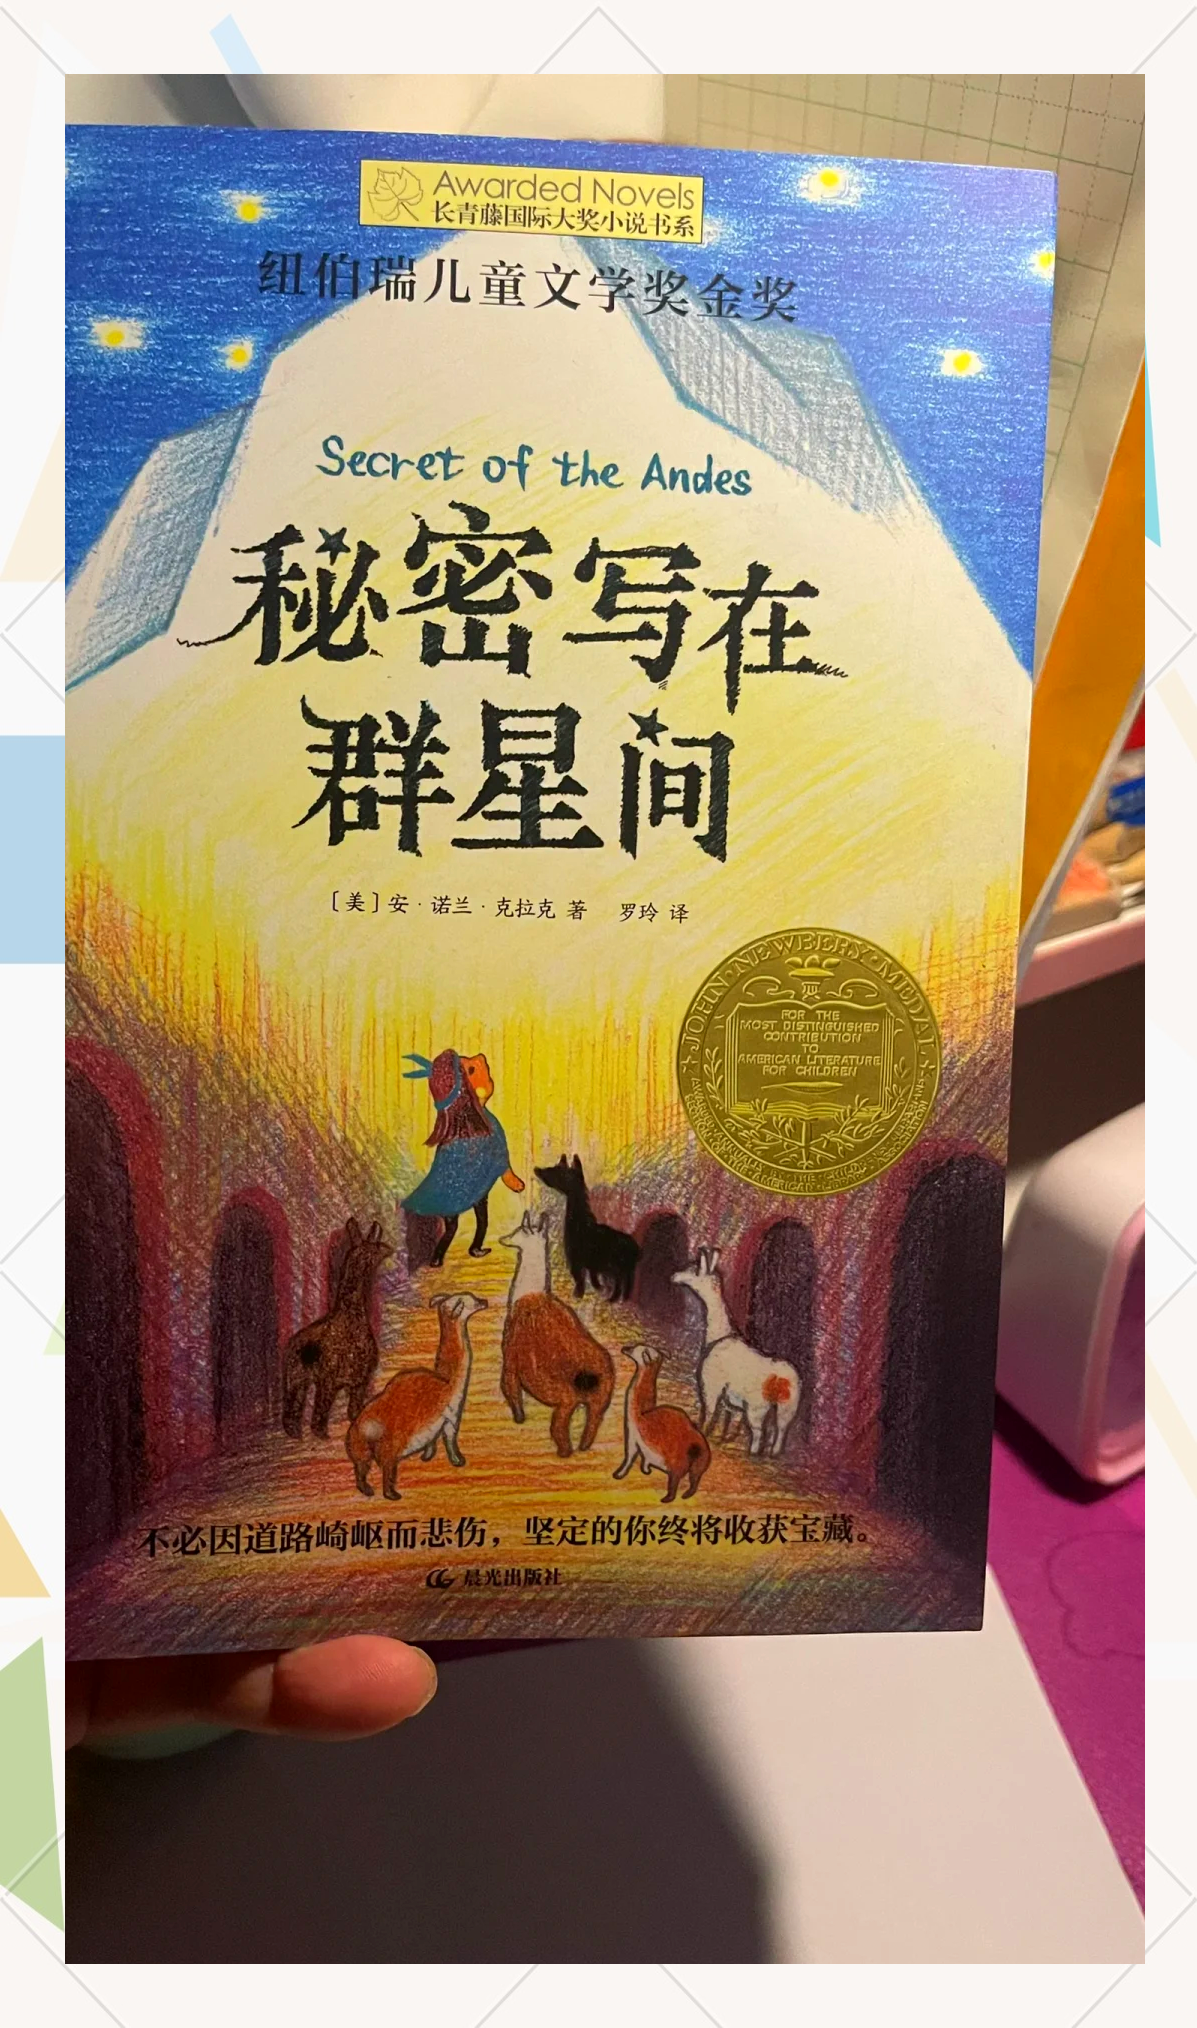 Awarded Novels
长青藤国际大奖小说书系
纽伯瑞儿童文学奖金奖
Secret of the Andes
秘密写在
群星间
［美］安·诺兰·克拉克 著 罗玲 译
JOHN·NEWBERY·MEDAL
FOR THE
MOST DISTINGUISHED
CONTRIBUTION
TO
AMERICAN LITERATURE
FOR CHILDREN
不必因道路崎岖而悲伤，坚定的你终将收获宝藏。
晨光出版社